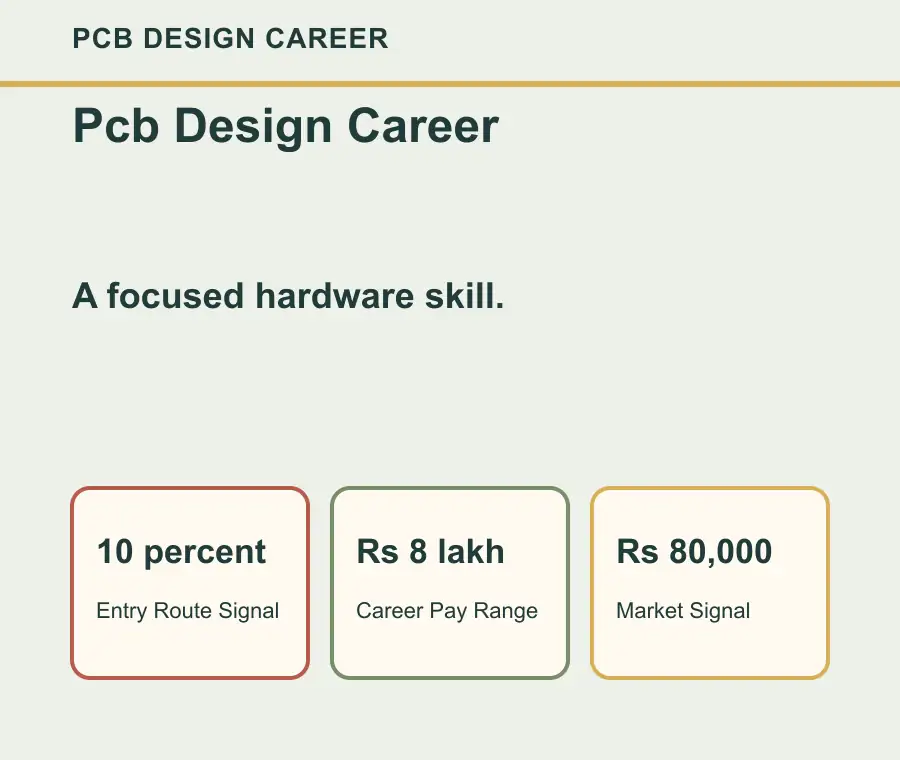 PCB DESIGN CAREER
Pcb Design Career
A focused hardware skill.
10 percent
Entry Route Signal
Rs 8 lakh
Career Pay Range
Rs 80,000
Market Signal